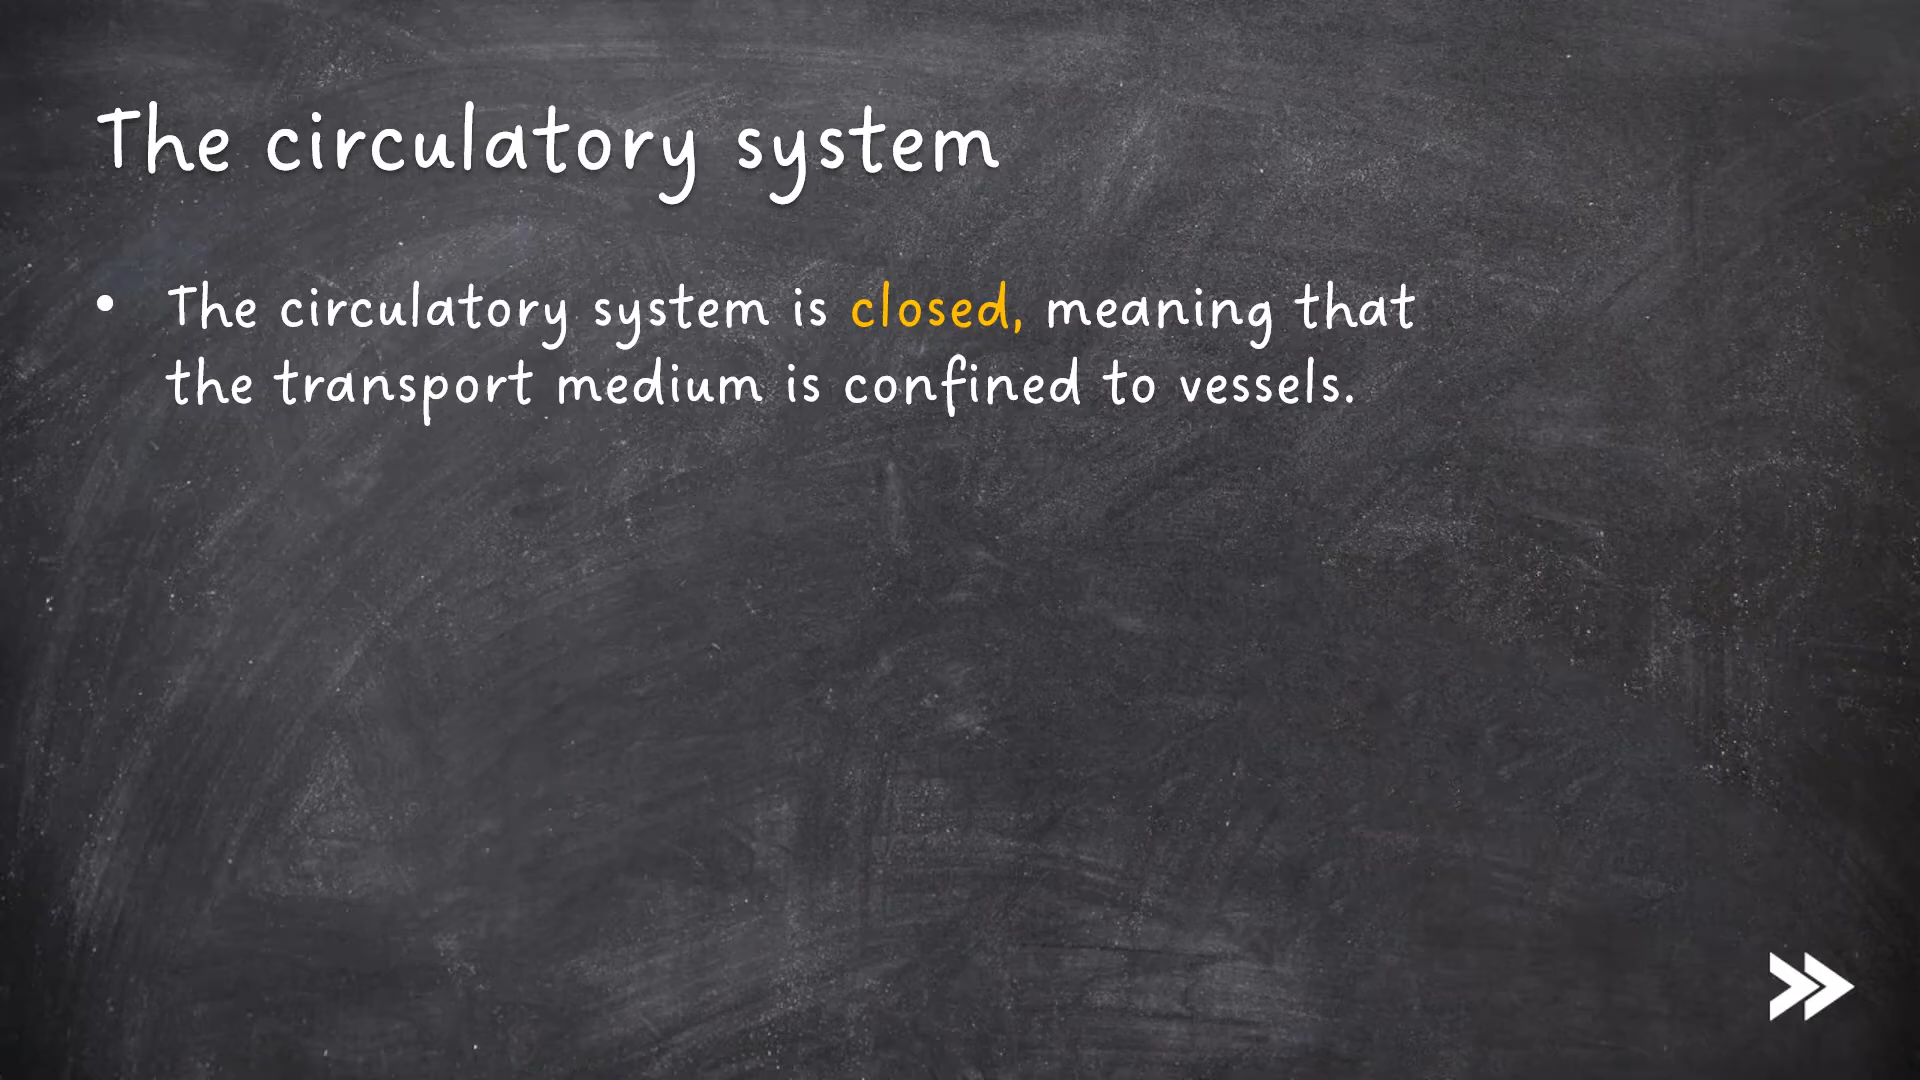 The circulatory system
• The circulatory system is closed, meaning that
the transport medium is confined to vessels.